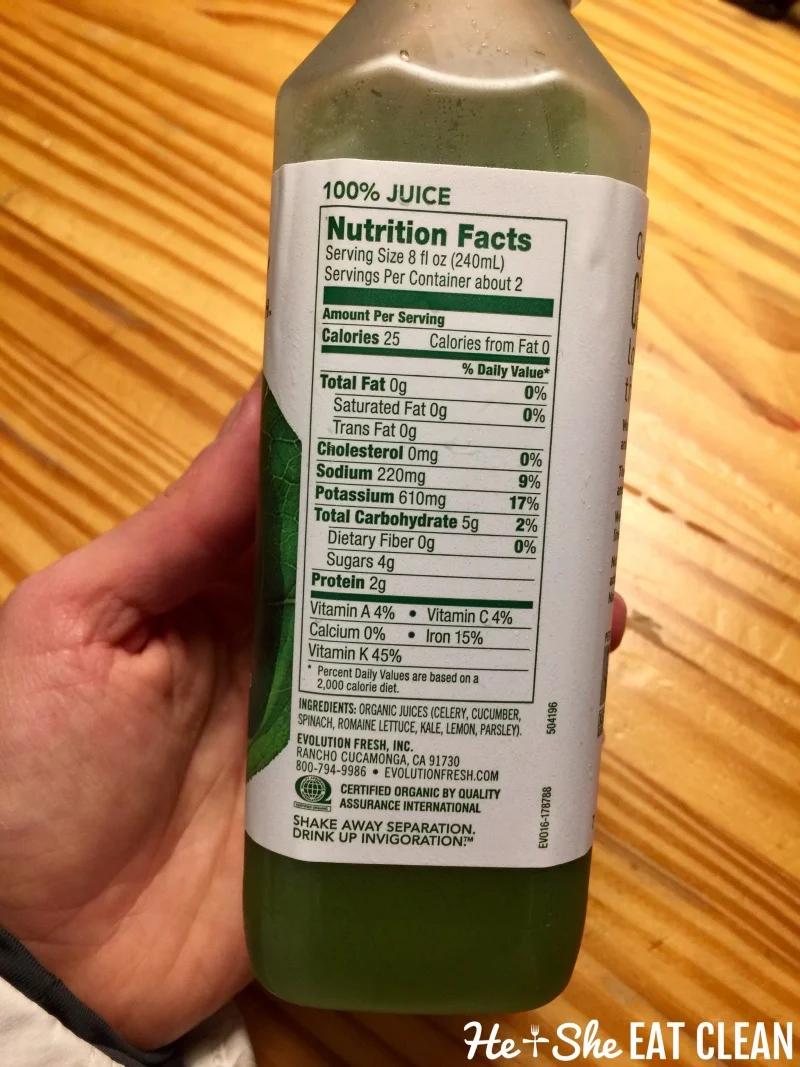 100% JUICE
Nutrition Facts
Serving Size 8 fl oz (240mL)
Servings Per Container about 2
Amount Per Serving
Calories 25 Calories from Fat 0
% Daily Value*
Total Fat 0g 0%
Saturated Fat 0g 0%
Trans Fat 0g
Cholesterol 0mg 0%
Sodium 220mg 9%
Potassium 610mg 17%
Total Carbohydrate 5g 2%
Dietary Fiber 0g 0%
Sugars 4g
Protein 2g
Vitamin A 4% • Vitamin C 4%
Calcium 0% • Iron 15%
Vitamin K 45%
* Percent Daily Values are based on a
2,000 calorie diet.
INGREDIENTS: ORGANIC JUICES (CELERY, CUCUMBER,
SPINACH, ROMAINE LETTUCE, KALE, LEMON, PARSLEY).
504196
EVOLUTION FRESH, INC.
RANCHO CUCAMONGA, CA 91730
800-794-9986 • EVOLUTIONFRESH.COM
CERTIFIED ORGANIC BY QUALITY
ASSURANCE INTERNATIONAL
EVO16-178788
SHAKE AWAY SEPARATION.
DRINK UP INVIGORATION.™
He & She EAT CLEAN